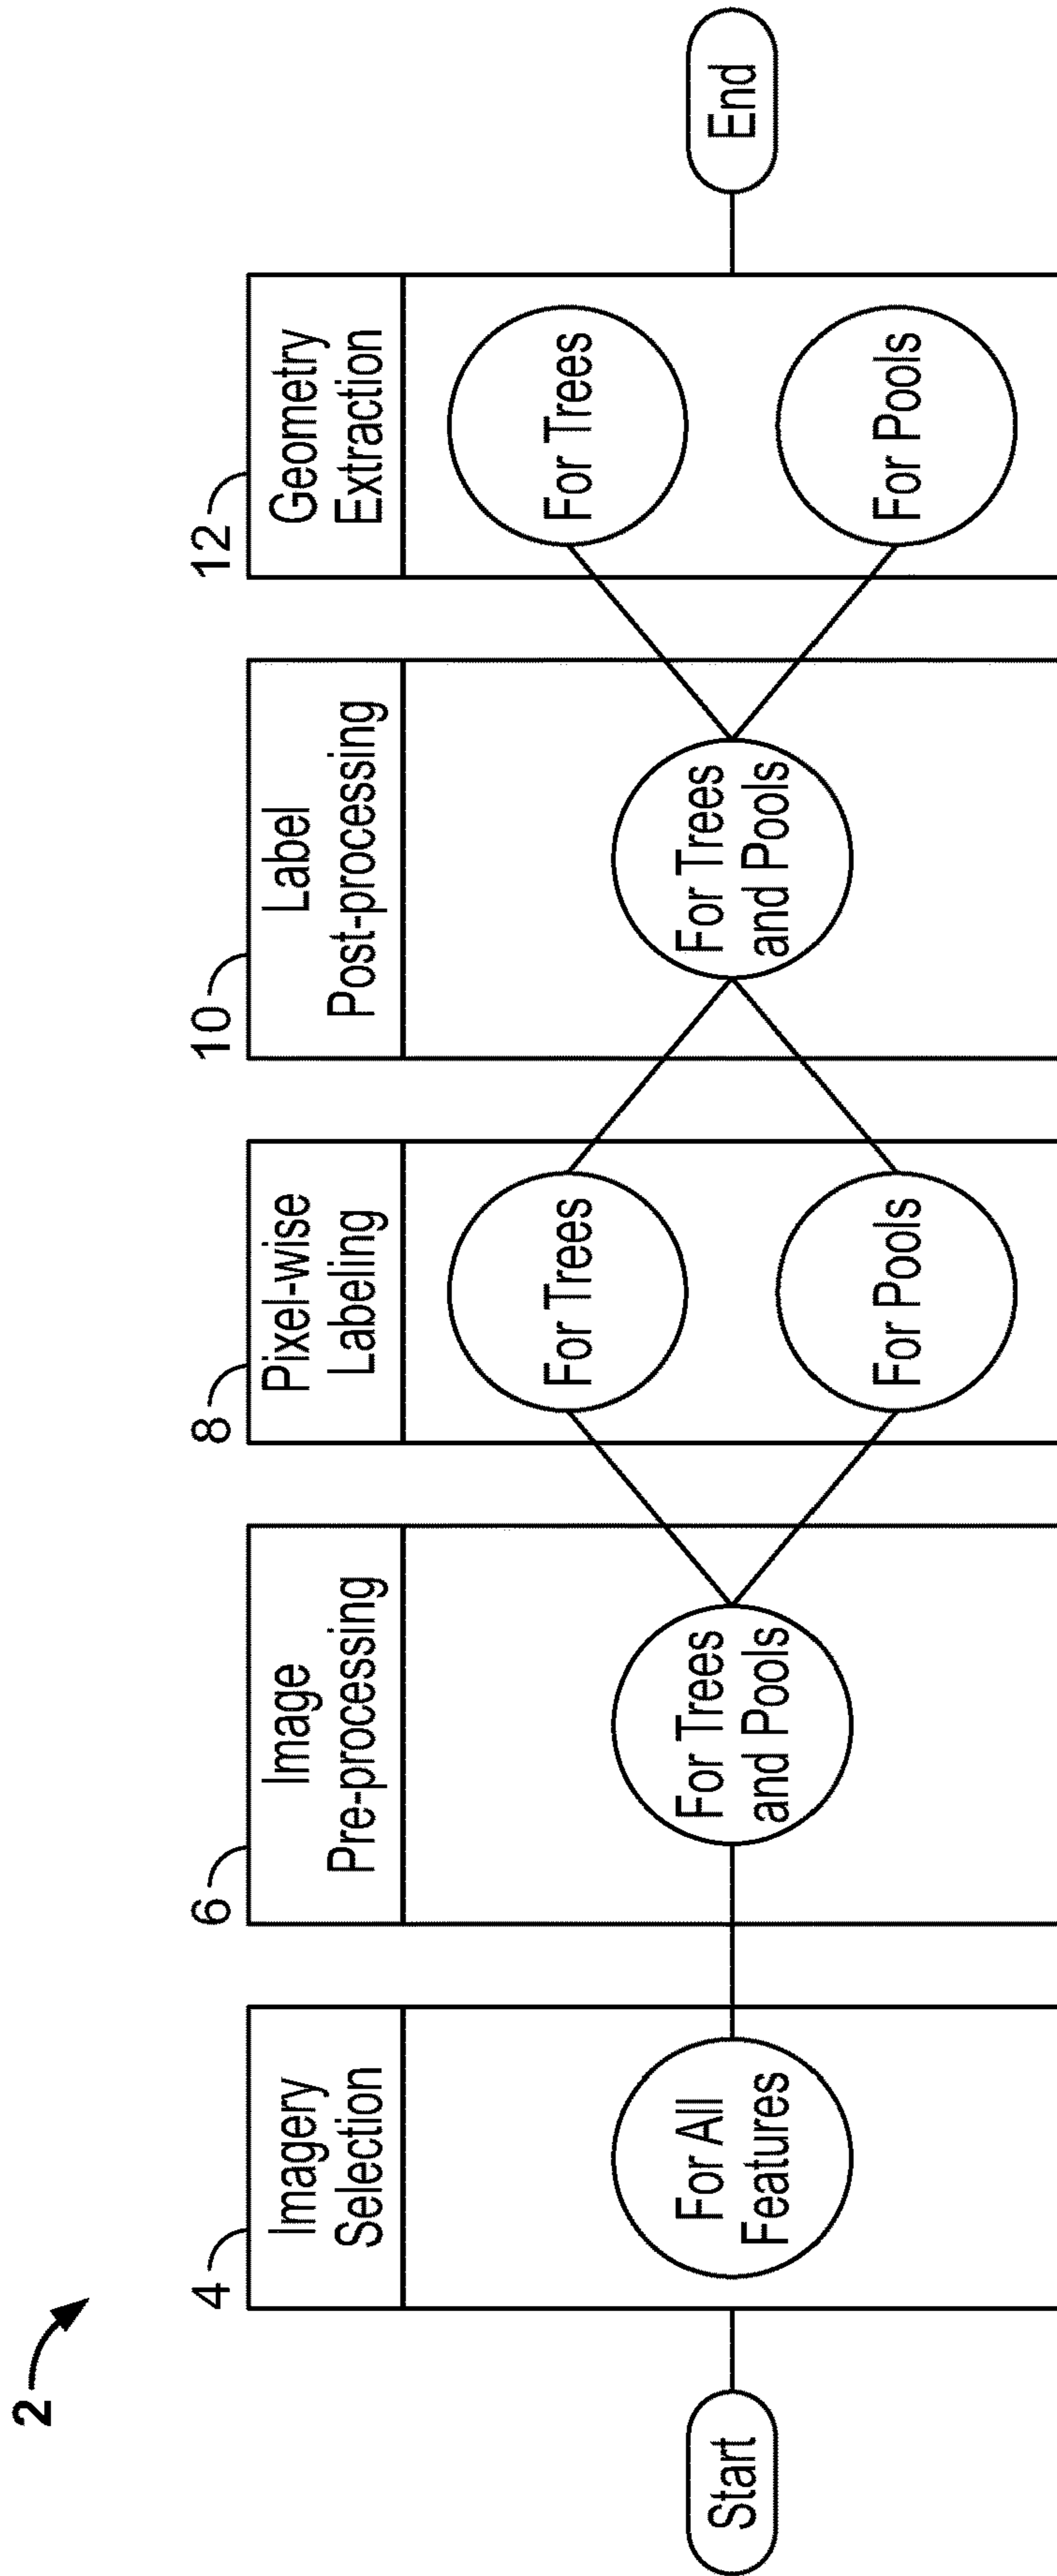 2
Start
4
Imagery
Selection
For All
Features
6
Image
Pre-processing
For Trees
and Pools
8
Pixel-wise
Labeling
For Trees
For Pools
10
Label
Post-processing
For Trees
and Pools
12
Geometry
Extraction
For Trees
For Pools
End